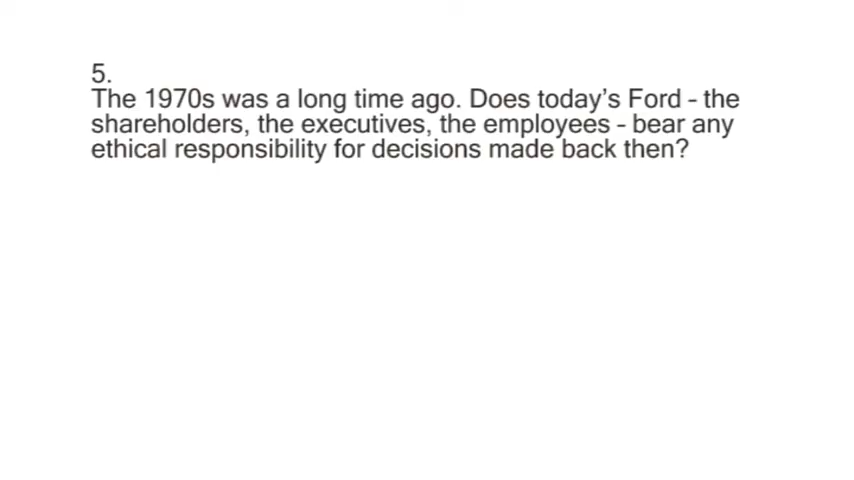 5.
The 1970s was a long time ago. Does today’s Ford - the
shareholders, the executives, the employees - bear any
ethical responsibility for decisions made back then?